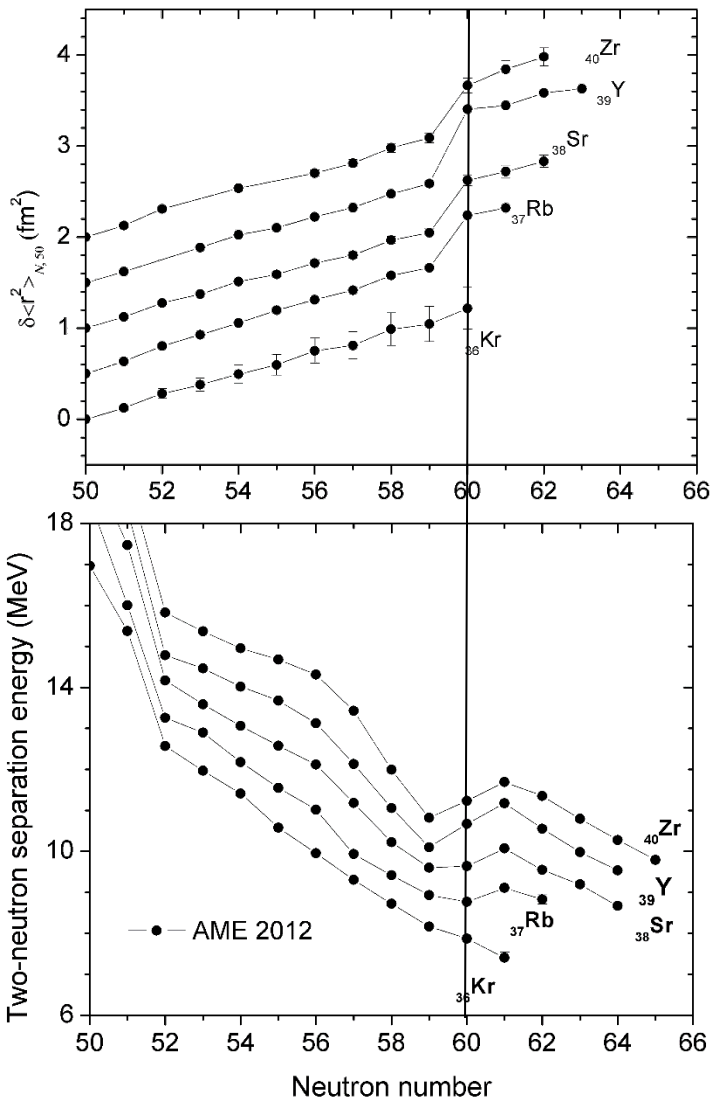 4
3
2
1
0
δ<r²>N,50 (fm²)
40Zr
39Y
38Sr
37Rb
36Kr
50 52 54 56 58 60 62 64 66
18
14
10
6
Two-neutron separation energy (MeV)
40Zr
39Y
38Sr
37Rb
36Kr
AME 2012
50 52 54 56 58 60 62 64 66
Neutron number